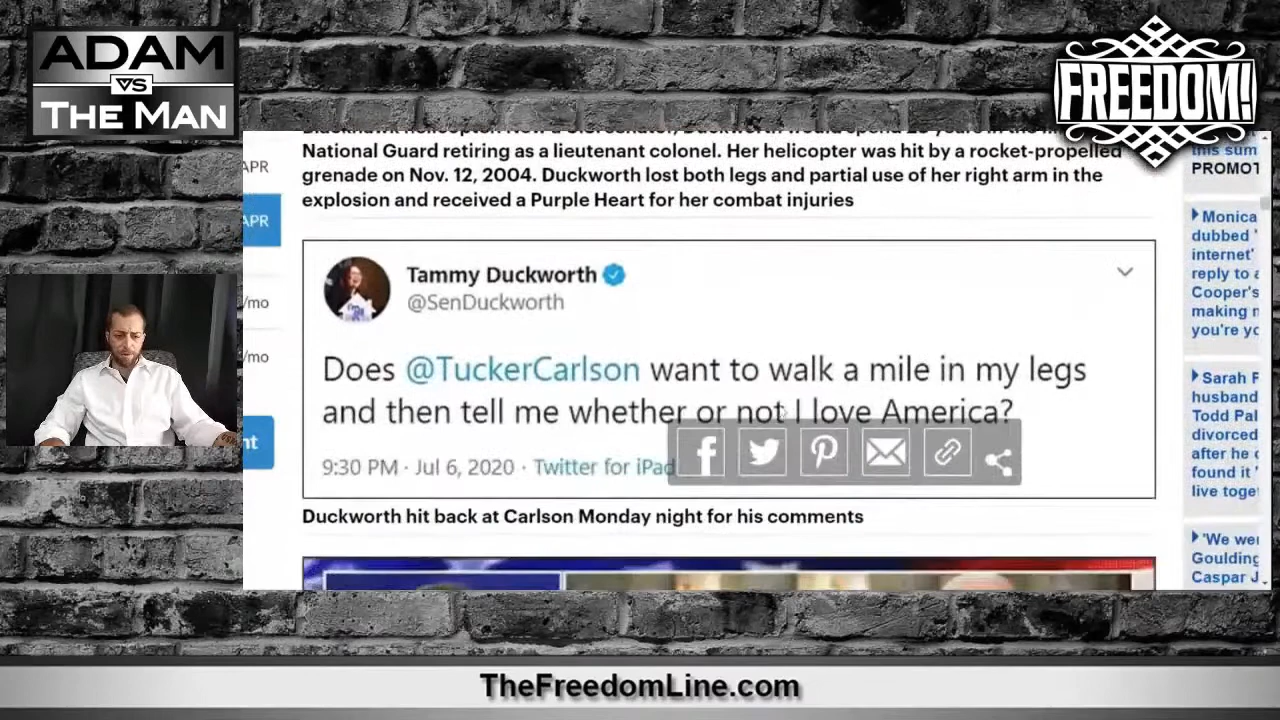 ADAM
VS
THE MAN
FREEDOM!
APR
APR
/mo
/mo
nt
National Guard retiring as a lieutenant colonel. Her helicopter was hit by a rocket-propelled
grenade on Nov. 12, 2004. Duckworth lost both legs and partial use of her right arm in the
explosion and received a Purple Heart for her combat injuries
Tammy Duckworth
@SenDuckworth
Does @TuckerCarlson want to walk a mile in my legs
and then tell me whether or not I love America?
9:30 PM · Jul 6, 2020 · Twitter for iPad
Duckworth hit back at Carlson Monday night for his comments
this sum
PROMOT
Monica
dubbed '
internet'
reply to a
Cooper's
making
you're yo
Sarah P
husband
Todd Pal
divorced
after he
found it '
live toge
'We wer
Goulding
Caspar J
TheFreedomLine.com